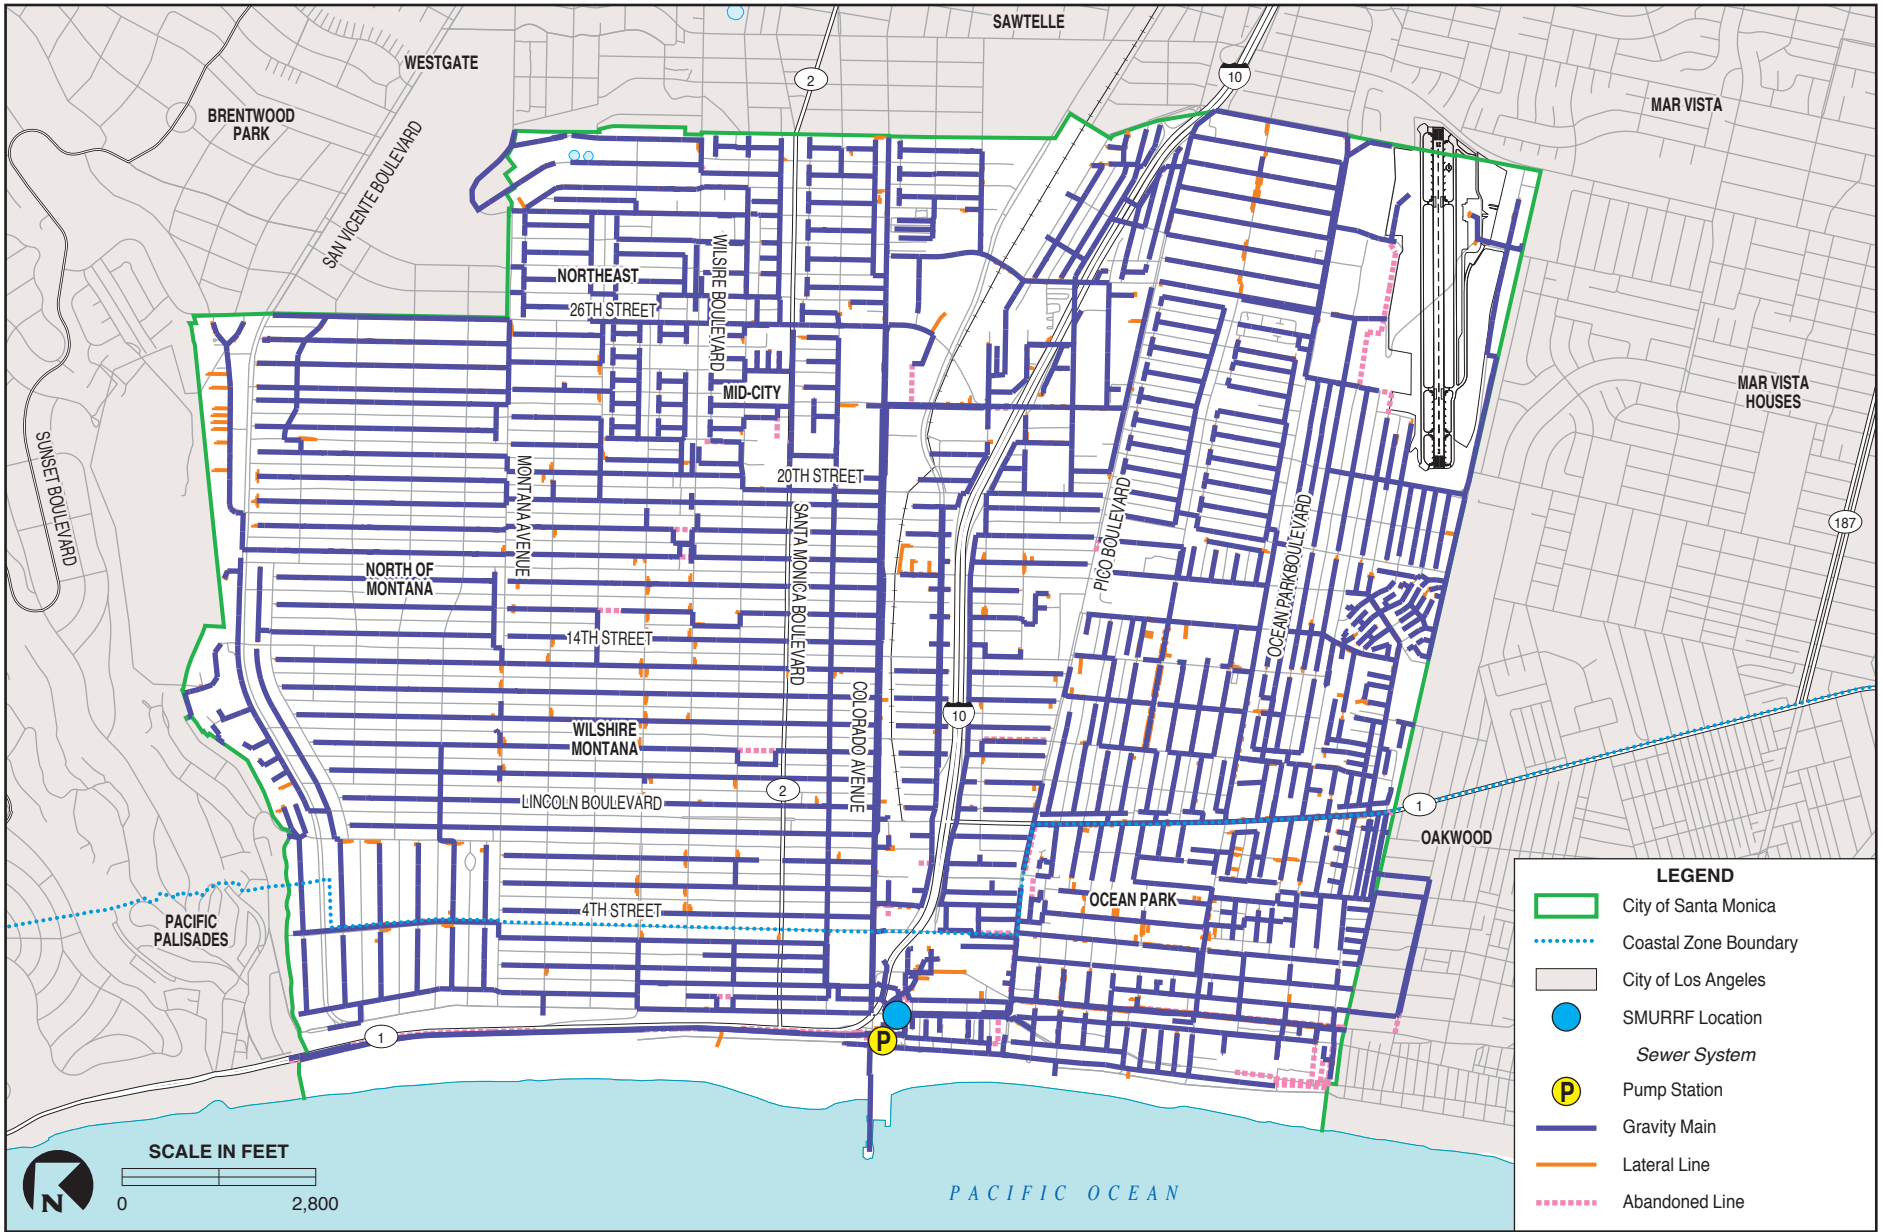 SAWTELLE
WESTGATE
2
10
MAR VISTA
BRENTWOOD
PARK
SAN VICENTE BOULEVARD
WILSIRE BOULEVARD
NORTHEAST
26TH STREET
MID-CITY
MAR VISTA
HOUSES
SUNSET BOULEVARD
MONTANA AVENUE
20TH STREET
SANTA MONICA BOULEVARD
PICO BOULEVARD
OCEAN PARK BOULEVARD
187
NORTH OF
MONTANA
14TH STREET
COLORADO AVENUE
10
WILSHIRE
MONTANA
2
LINCOLN BOULEVARD
1
OAKWOOD
OCEAN PARK
4TH STREET
PACIFIC
PALISADES
1
P
LEGEND
City of Santa Monica
Coastal Zone Boundary
City of Los Angeles
SMURRF Location
Sewer System
P Pump Station
Gravity Main
Lateral Line
Abandoned Line
SCALE IN FEET
0 2,800
N
PACIFIC OCEAN